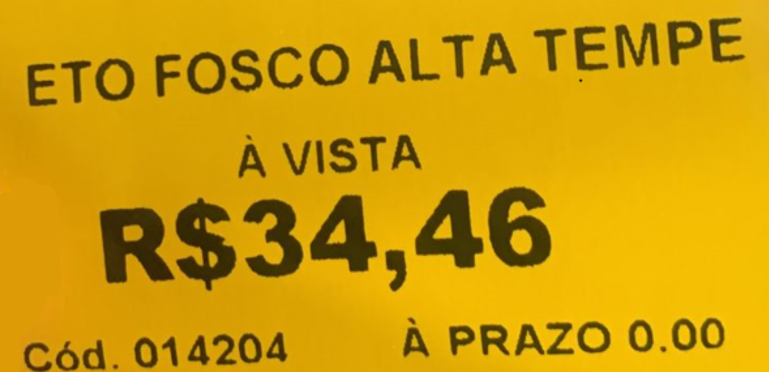 ETO FOSCO ALTA TEMPE
À VISTA
R$34,46
Cód. 014204 À PRAZO 0.00